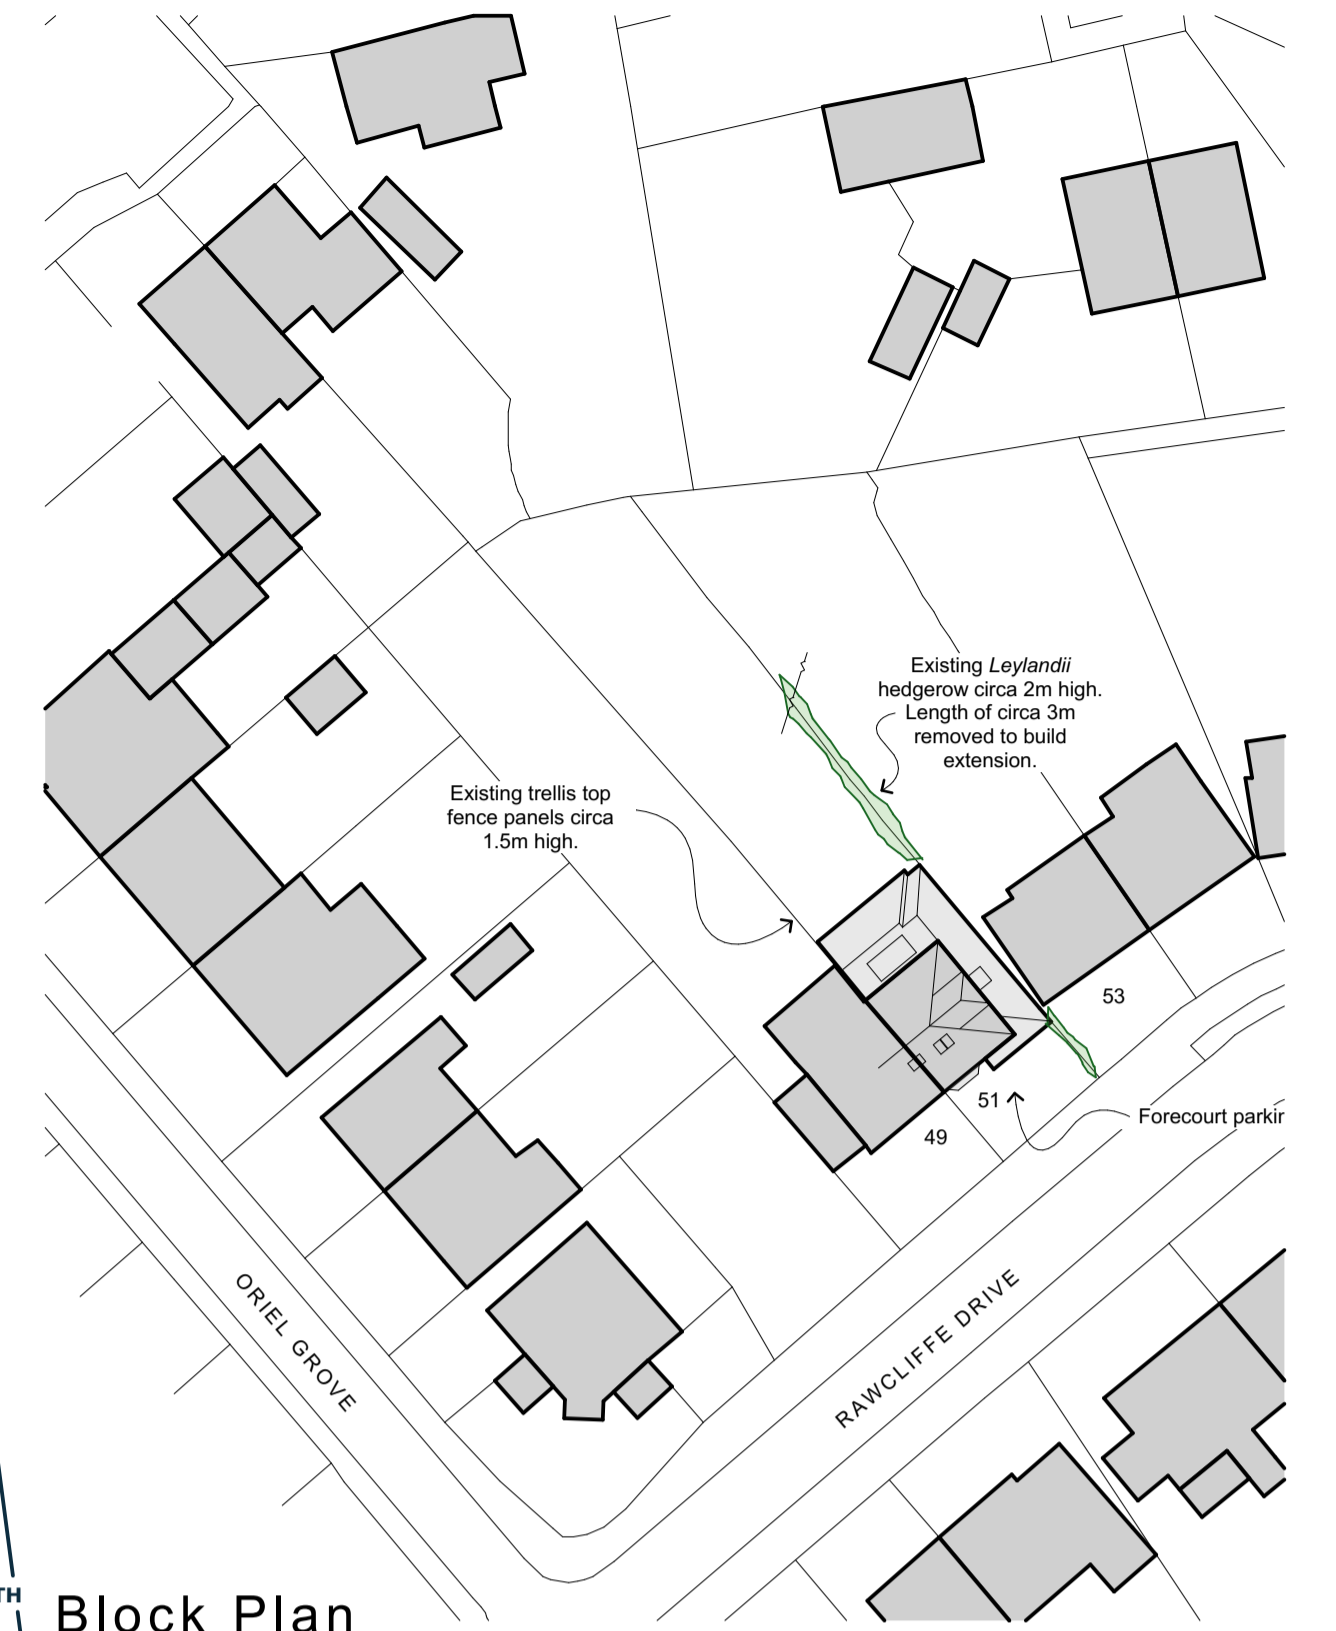 Existing Leylandii
hedgerow circa 2m high.
Length of circa 3m
removed to build
extension.
Existing trellis top
fence panels circa
1.5m high.
53
51
Forecourt
49
ORIEL GROVE
RAWCLIFFE DRIVE
Block Plan